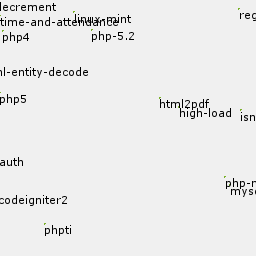 decrement
reg
linux-mint
time-and-attendance
php4
php-5.2
ml-entity-decode
php5
html2pdf
high-load
isn
auth
php-n
mysq
codeigniter2
phpti